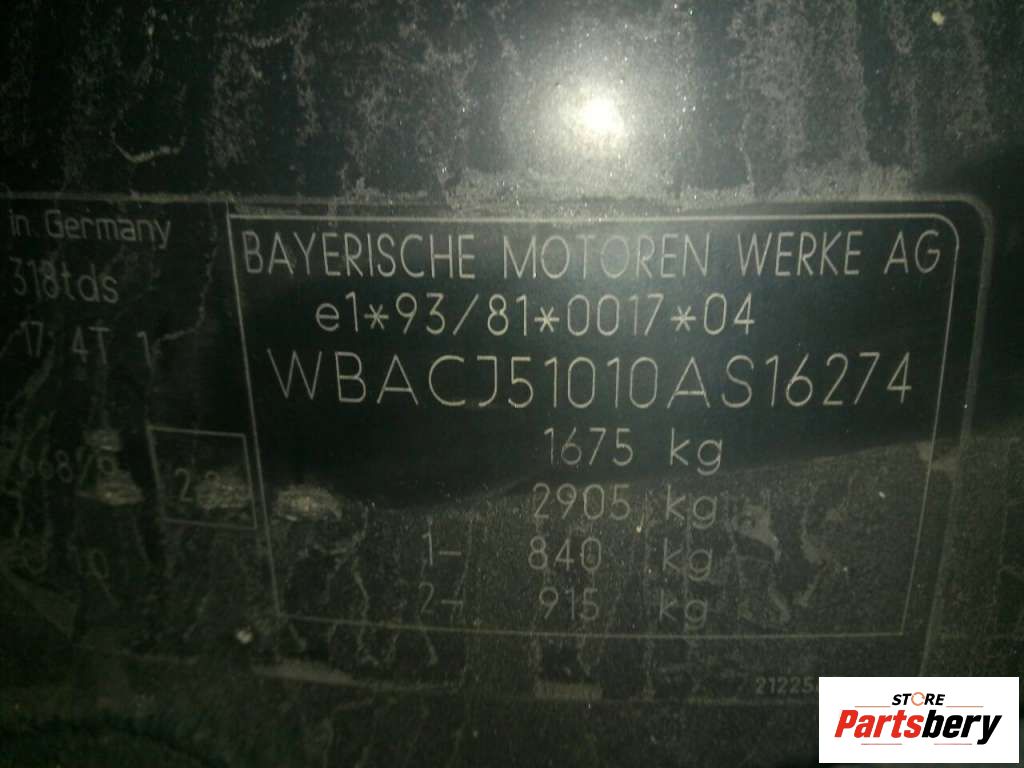 in Germany
318tds
BAYERISCHE MOTOREN WERKE AG
e1*93/81*0017*04
WBACJ51010AS16274
1675 kg
2905 kg
1- 840 kg
2- 915 kg
STORE
Partsbery